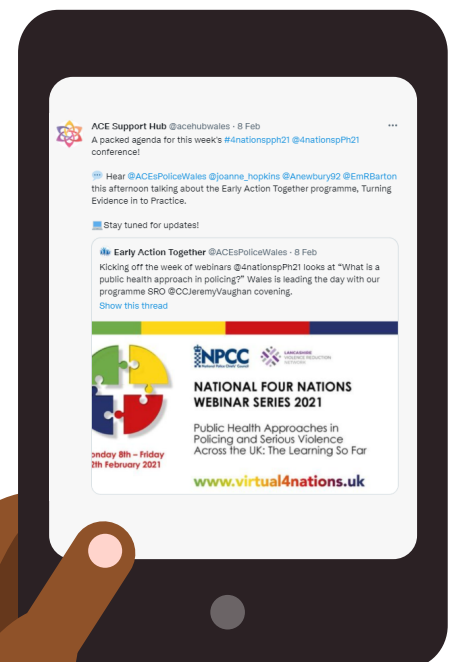 ACE Support Hub @acehubwales · 8 Feb
A packed agenda for this week's #4nationspph21 @4nationspPh21
conference!
Hear @ACEsPoliceWales @joanne_hopkins @Anewbury92 @EmRBarton
this afternoon talking about the Early Action Together programme, Turning
Evidence in to Practice.
Stay tuned for updates!
Early Action Together @ACEsPoliceWales · 8 Feb
Kicking off the week of webinars @4nationspPh21 looks at "What is a
public health approach in policing?" Wales is leading the day with our
programme SRO @CCJeremyVaughan covening.
Show this thread
NPCC
National Police Chiefs' Council
LANCASHIRE
VIOLENCE REDUCTION
NETWORK
NATIONAL FOUR NATIONS
WEBINAR SERIES 2021
Public Health Approaches in
Policing and Serious Violence
Across the UK: The Learning So Far
onday 8th – Friday
2th February 2021
www.virtual4nations.uk